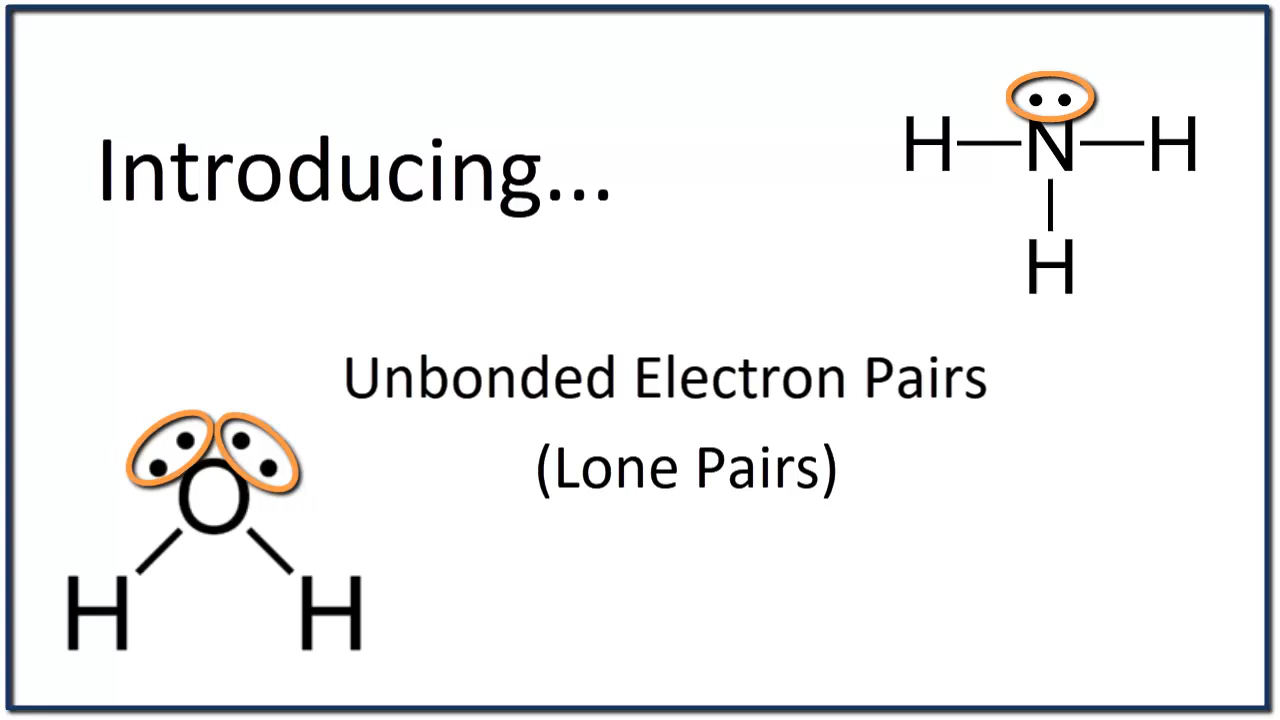 Introducing...
H—N—H
H
Unbonded Electron Pairs
(Lone Pairs)
O
H H